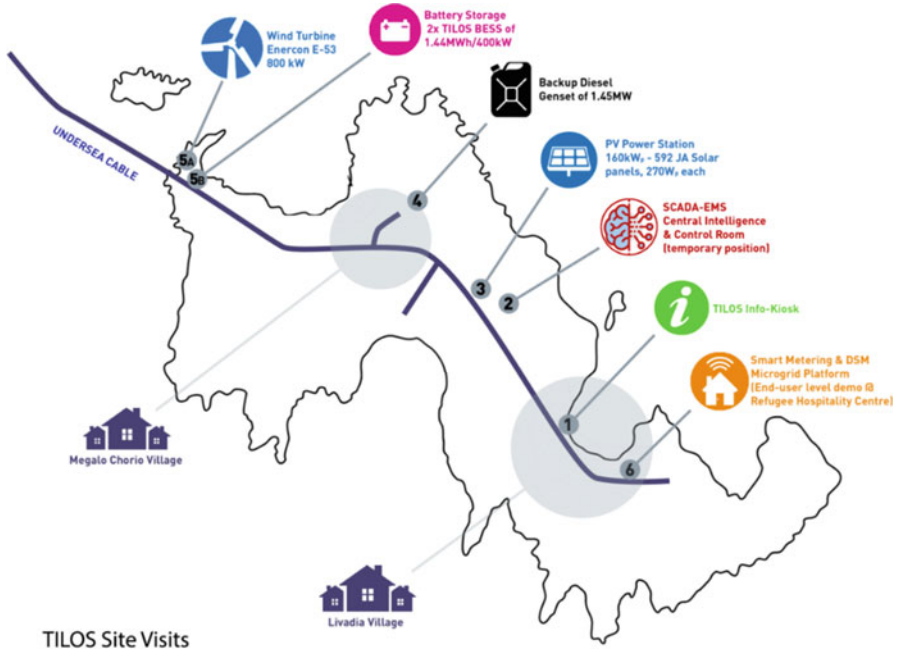 Wind Turbine
Enercon E-53
800 kW
Battery Storage
2x TILOS BESS of
1.44MWh/400kW
Backup Diesel
Genset of 1.45MW
UNDERSEA CABLE
5A
5B
4
PV Power Station
160kWₚ - 592 JA Solar
panels, 270Wₚ each
SCADA-EMS
Central Intelligence
& Control Room
(temporary position)
3
2
TILOS Info-Kiosk
Smart Metering & DSM
Microgrid Platform
(End-user level demo @
Refugee Hospitality Centre)
1
6
Megalo Chorio Village
Livadia Village
TILOS Site Visits